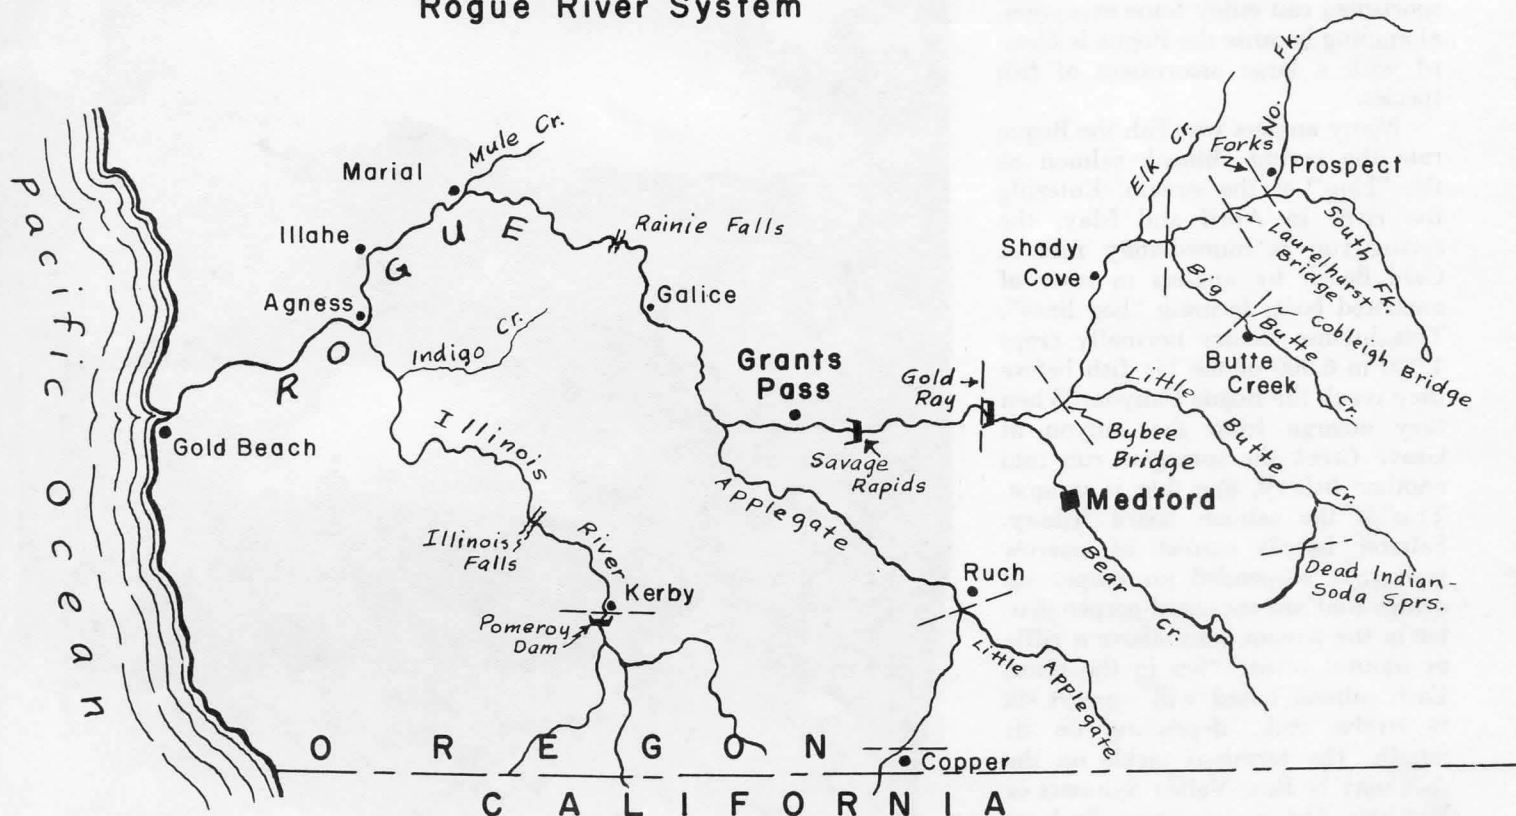 Rogue River System
No. Fk.
Mule Cr.
Elk Cr.
Forks
Prospect
Marial
ROGUE
Rainie Falls
Illahe
Shady
Cove
South Fk.
Laurelhurst
Bridge
Pacific Ocean
Agness
Galice
Big Butte Cr.
Cobleigh Bridge
Indigo Cr.
Grants
Pass
Butte
Creek
Gold
Ray
Little Butte Cr.
Gold Beach
Illinois River
Savage
Rapids
Bybee
Bridge
Medford
Applegate
Illinois
Falls
Bear Cr.
Dead Indian-
Soda Sprs.
Ruch
Kerby
Pomeroy
Dam
Little Applegate
OREGON
Copper
CALIFORNIA